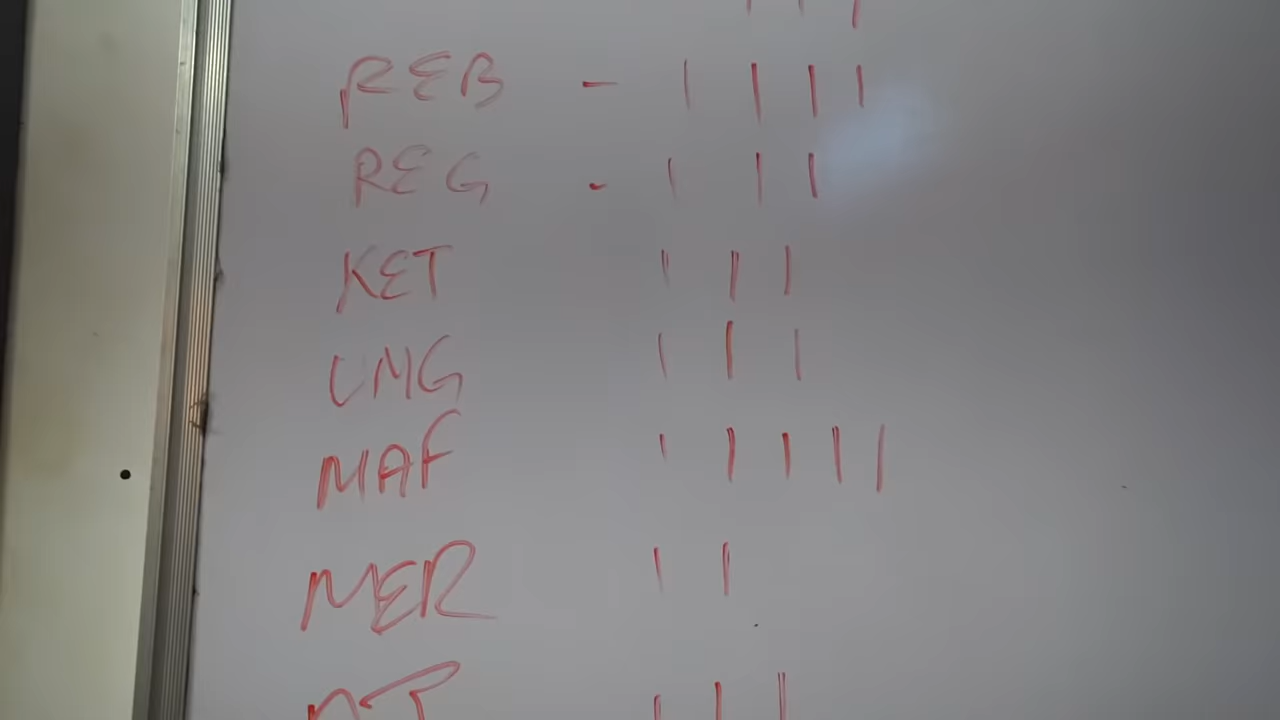 REB - | | | |
REG - | | |
KET | | |
UMG | | |
MAF | | | | |
MER | |